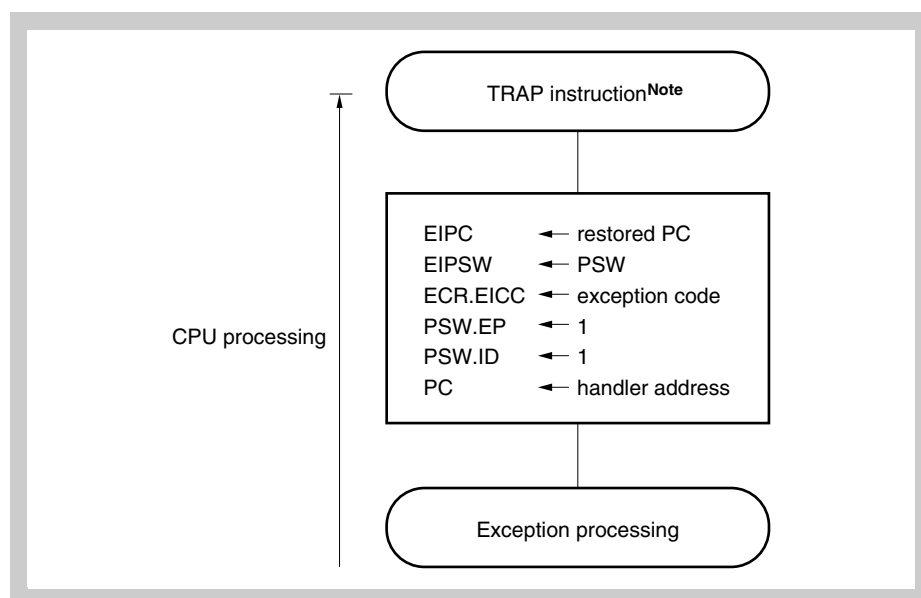 TRAP instructionNote
EIPC ← restored PC
EIPSW ← PSW
ECR.EICC ← exception code
PSW.EP ← 1
PSW.ID ← 1
PC ← handler address
CPU processing
Exception processing